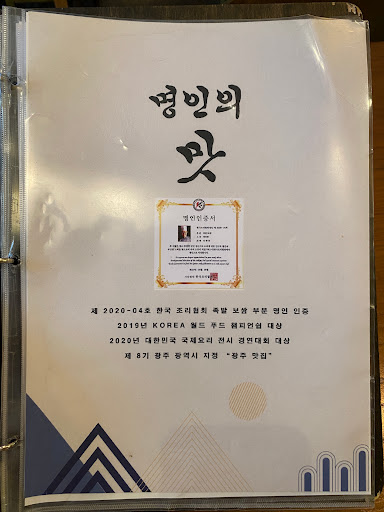 명인의
맛
명인인증서
제 2020-04호 한국 조리협회 족발 보쌈 부문 명인 인증
2019년 KOREA 월드 푸드 챔피언쉽 대상
2020년 대한민국 국제요리 전시 경연대회 대상
제 8기 광주 광역시 지정 “광주 맛집”